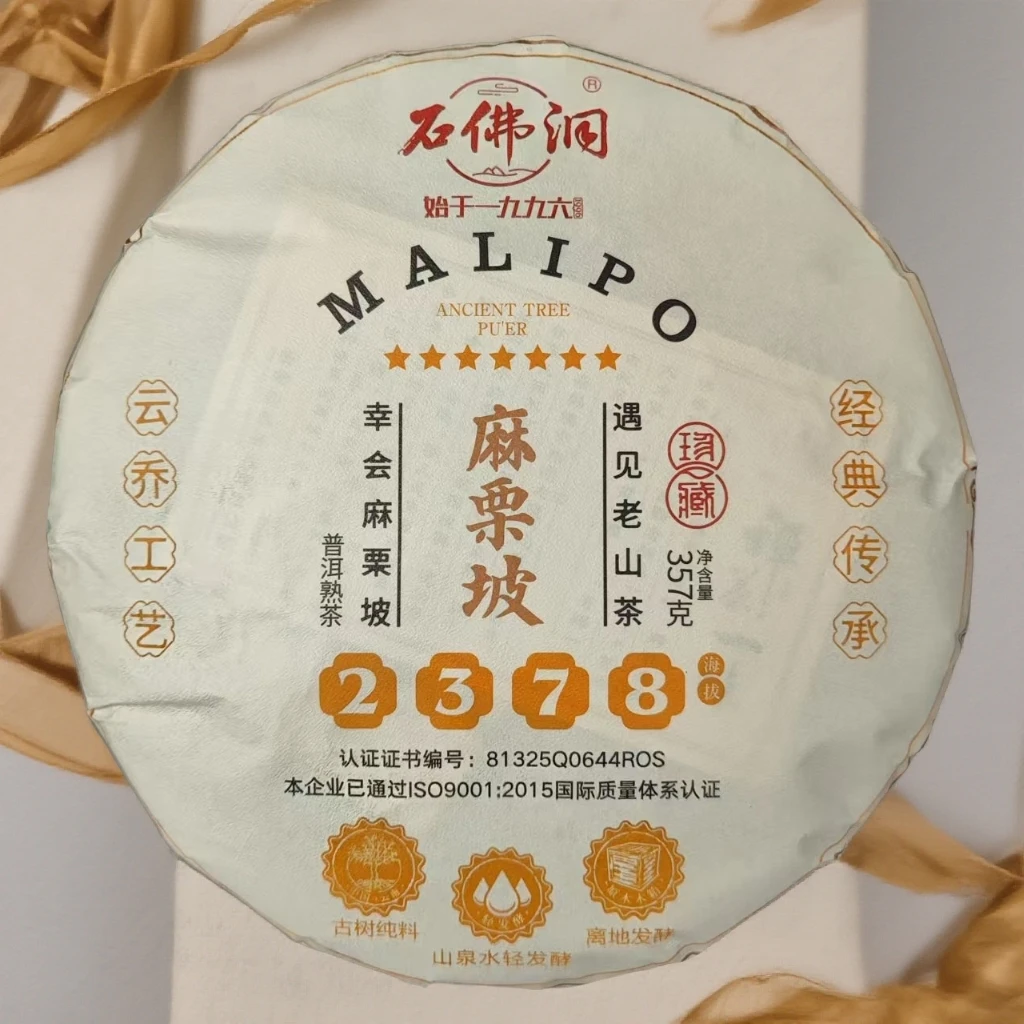 石佛洞®
始于一九九六
MALIPO
ANCIENT TREE
PU'ER
云乔工艺
幸会麻栗坡
普洱熟茶
麻栗坡
遇见老山茶
珍藏
净含量
357克
经典传承
2378
海拔
认证证书编号：81325Q0644ROS
本企业已通过ISO9001:2015国际质量体系认证
古树纯料
轻发酵
山泉水轻发酵
离地发酵